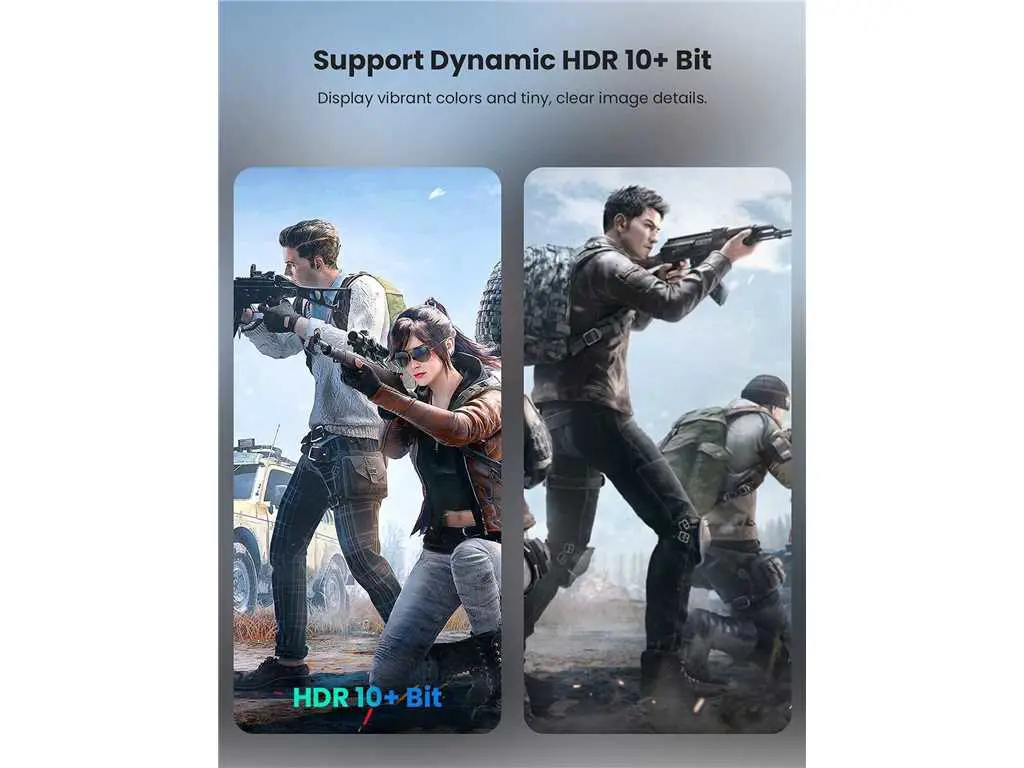 Support Dynamic HDR 10+ Bit
Display vibrant colors and tiny, clear image details.
HDR 10+ Bit